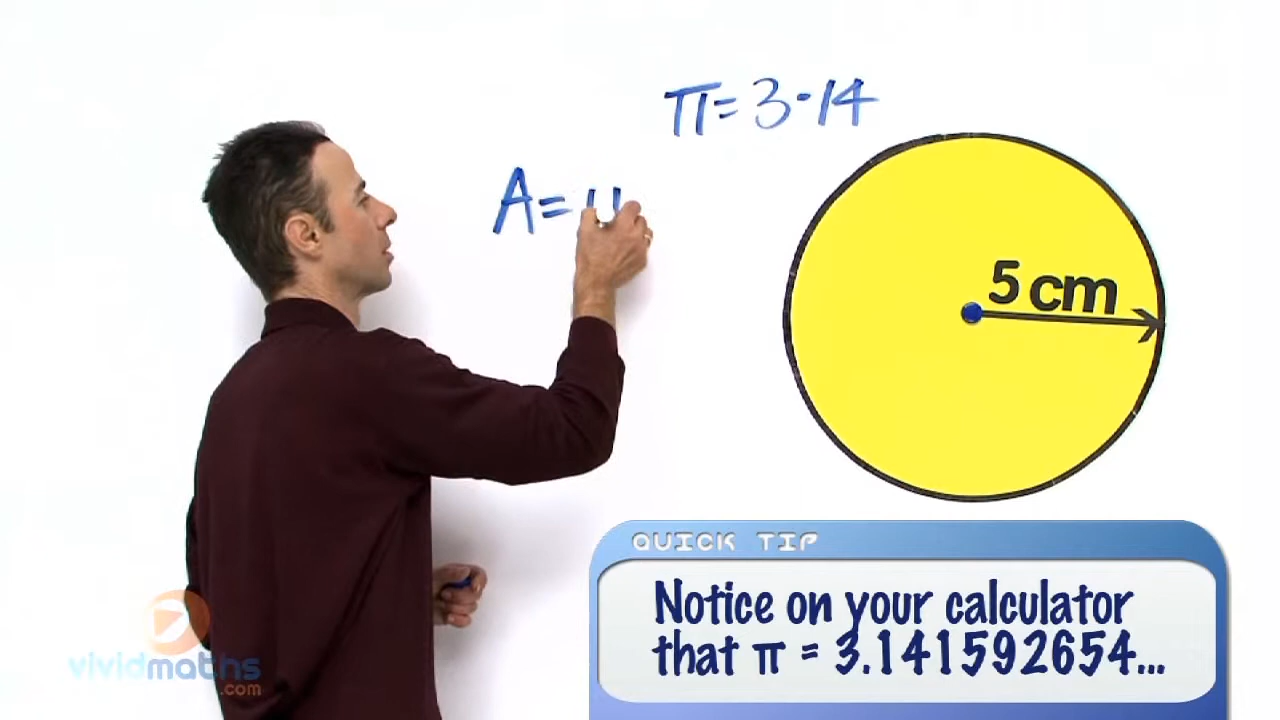 π = 3·14
A =
5 cm
QUICK TIP
Notice on your calculator
that π = 3.141592654...
vividmaths
.com